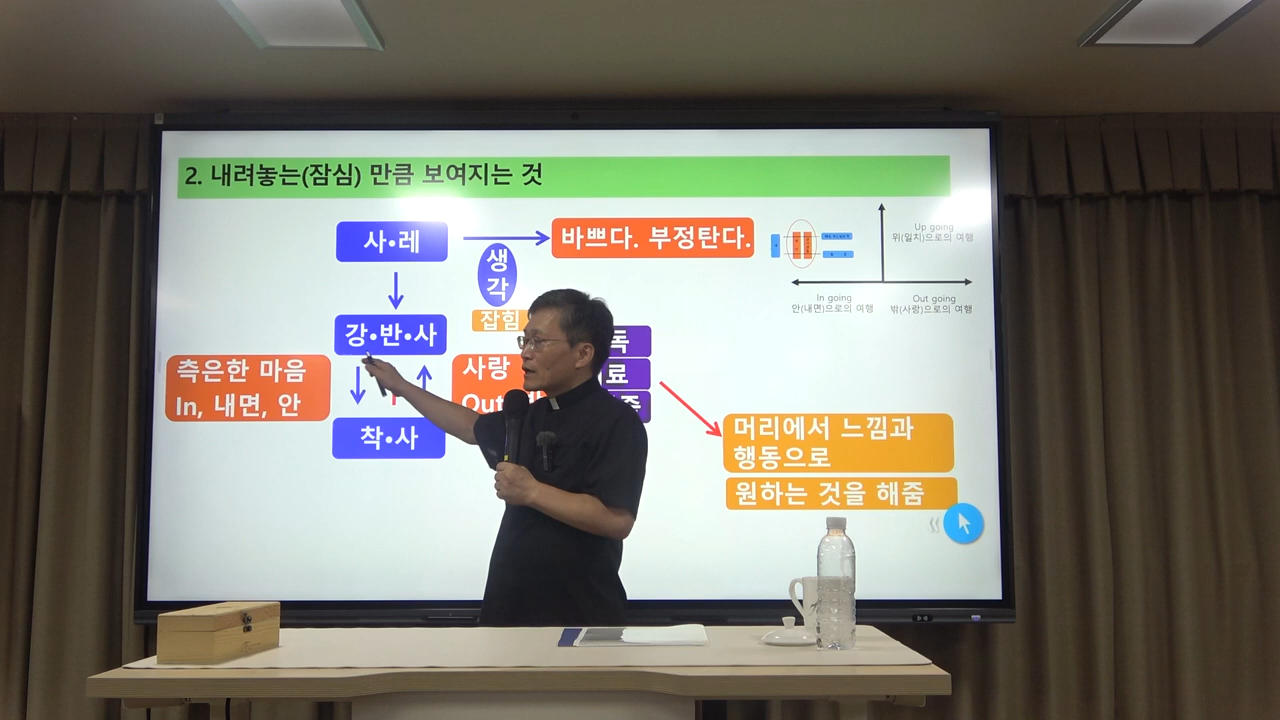 2. 내려놓는(잠심) 만큼 보여지는 것
사•레
바쁘다. 부정탄다.
생
각
잡힘
Up going
위(일치)으로의 여행
In going
안(내면)으로의 여행
Out going
밖(사랑)으로의 여행
강•반•사
측은한 마음
In, 내면, 안
사랑
Out
독
료
착•사
머리에서 느낌과
행동으로
원하는 것을 해줌